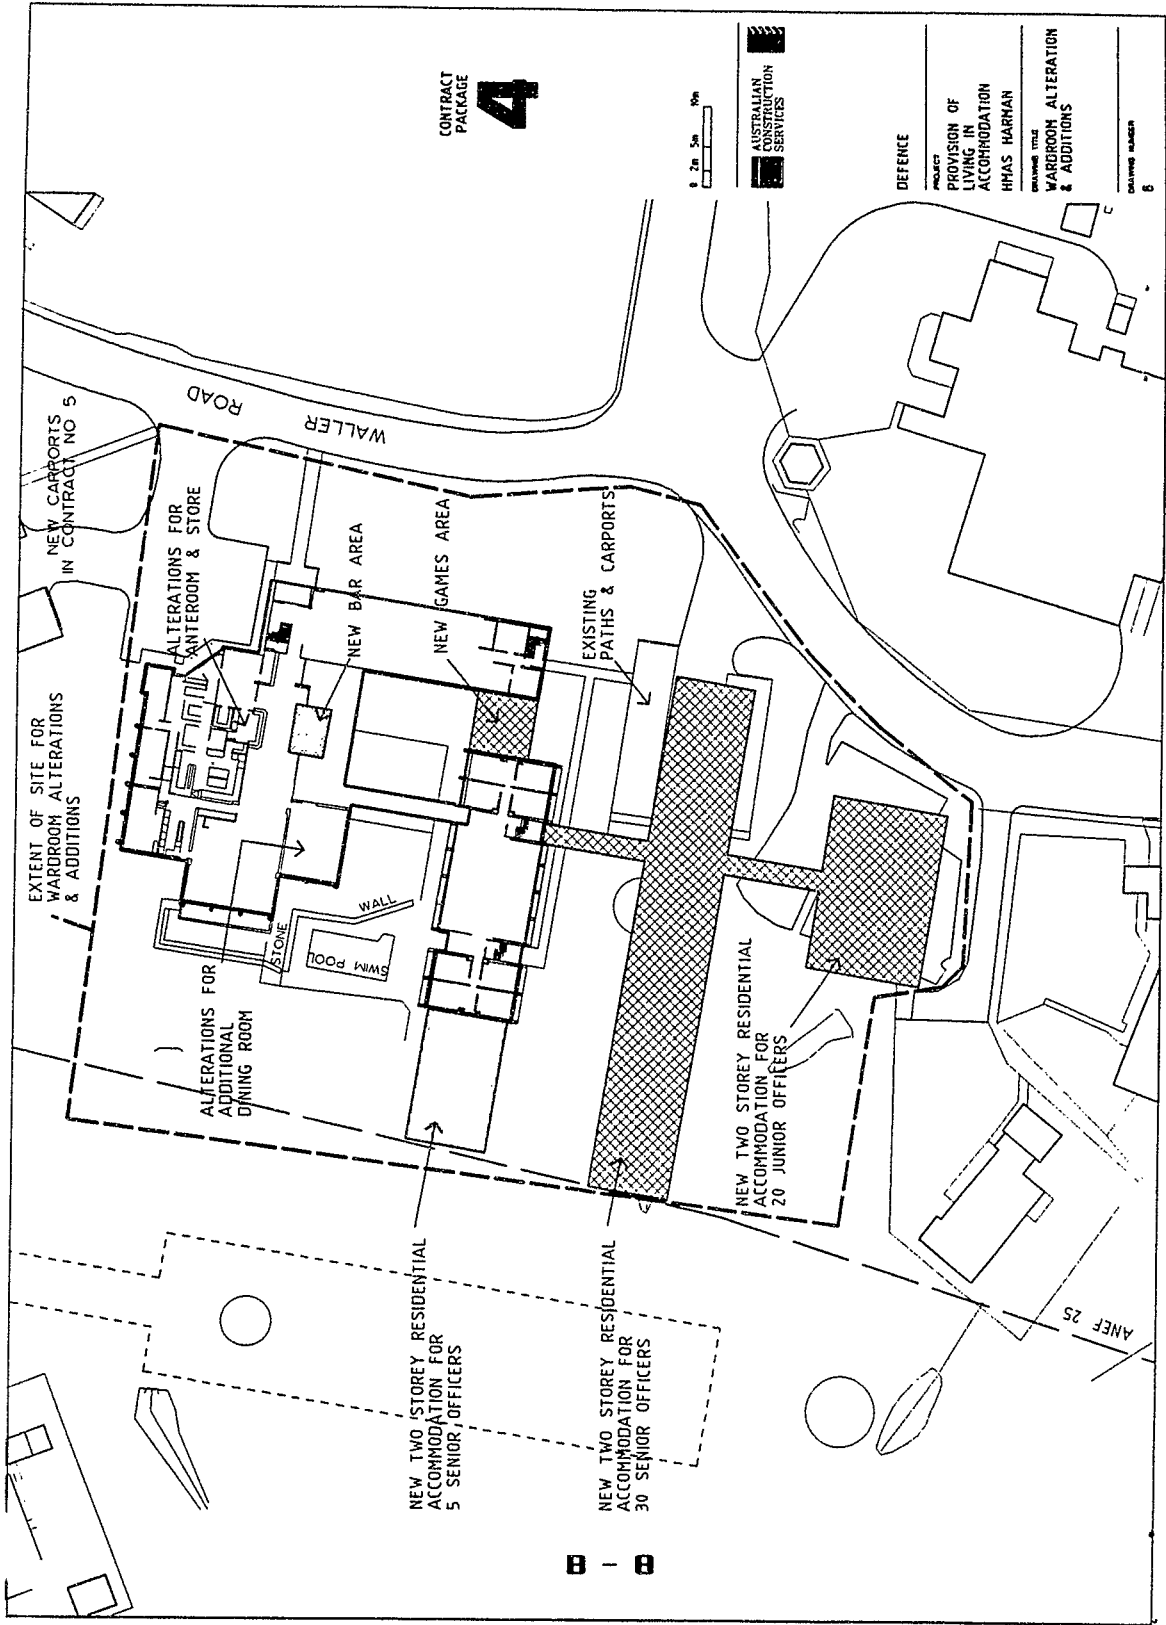 EXTENT OF SITE FOR
WARDROOM ALTERATIONS
& ADDITIONS
NEW CARPORTS
IN CONTRACT NO 5
ALTERATIONS FOR
ANTEROOM & STORE
WALLER
ROAD
NEW BAR AREA
NEW GAMES AREA
EXISTING
PATHS & CARPORTS
STONE
WALL
SWIM POOL
ALTERATIONS FOR
ADDITIONAL
DINING ROOM
NEW TWO STOREY RESIDENTIAL
ACCOMMODATION FOR
5 SENIOR OFFICERS
NEW TWO STOREY RESIDENTIAL
ACCOMMODATION FOR
30 SENIOR OFFICERS
NEW TWO STOREY RESIDENTIAL
ACCOMMODATION FOR
20 JUNIOR OFFICERS
ANEF 25
CONTRACT
PACKAGE
4
0 2m 5m 10m
AUSTRALIAN
CONSTRUCTION
SERVICES
DEFENCE
PROJECT
PROVISION OF
LIVING IN
ACCOMMODATION
HMAS HARMAN
DRAWING TITLE
WARDROOM ALTERATION
& ADDITIONS
DRAWING NUMBER
B - 8